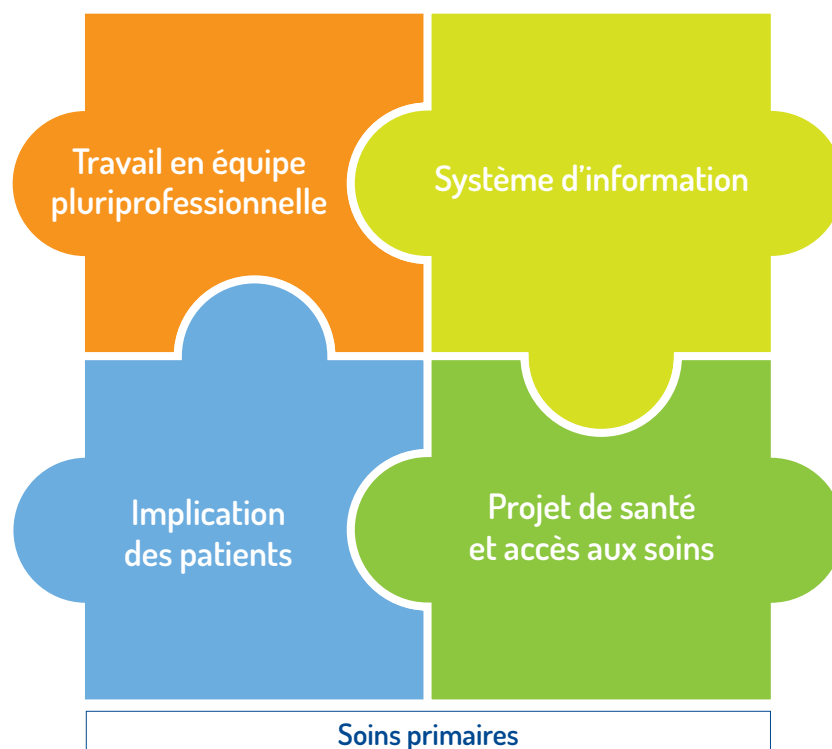 Travail en équipe
pluriprofessionnelle
Système d’information
Implication
des patients
Projet de santé
et accès aux soins
Soins primaires